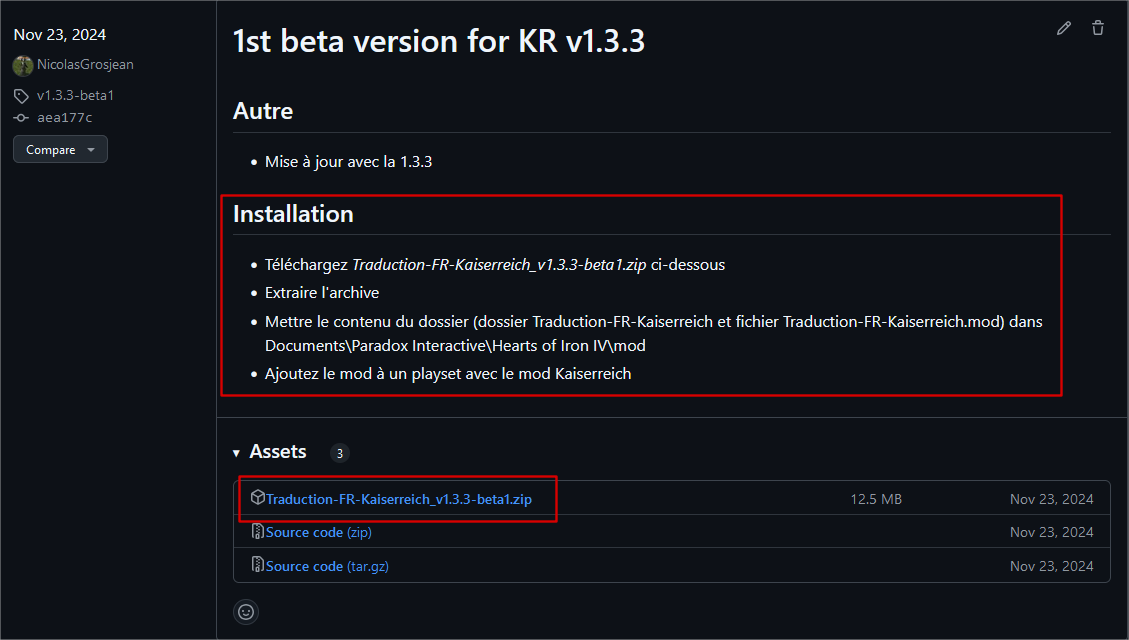 Nov 23, 2024
NicolasGrosjean
v1.3.3-beta1
aea177c
Compare
1st beta version for KR v1.3.3
Autre
Mise à jour avec la 1.3.3
Installation
Téléchargez Traduction-FR-Kaiserreich_v1.3.3-beta1.zip ci-dessous
Extraire l'archive
Mettre le contenu du dossier (dossier Traduction-FR-Kaiserreich et fichier Traduction-FR-Kaiserreich.mod) dans
Documents\Paradox Interactive\Hearts of Iron IV\mod
Ajoutez le mod à un playset avec le mod Kaiserreich
Assets 3
Traduction-FR-Kaiserreich_v1.3.3-beta1.zip 12.5 MB Nov 23, 2024
Source code (zip) Nov 23, 2024
Source code (tar.gz) Nov 23, 2024